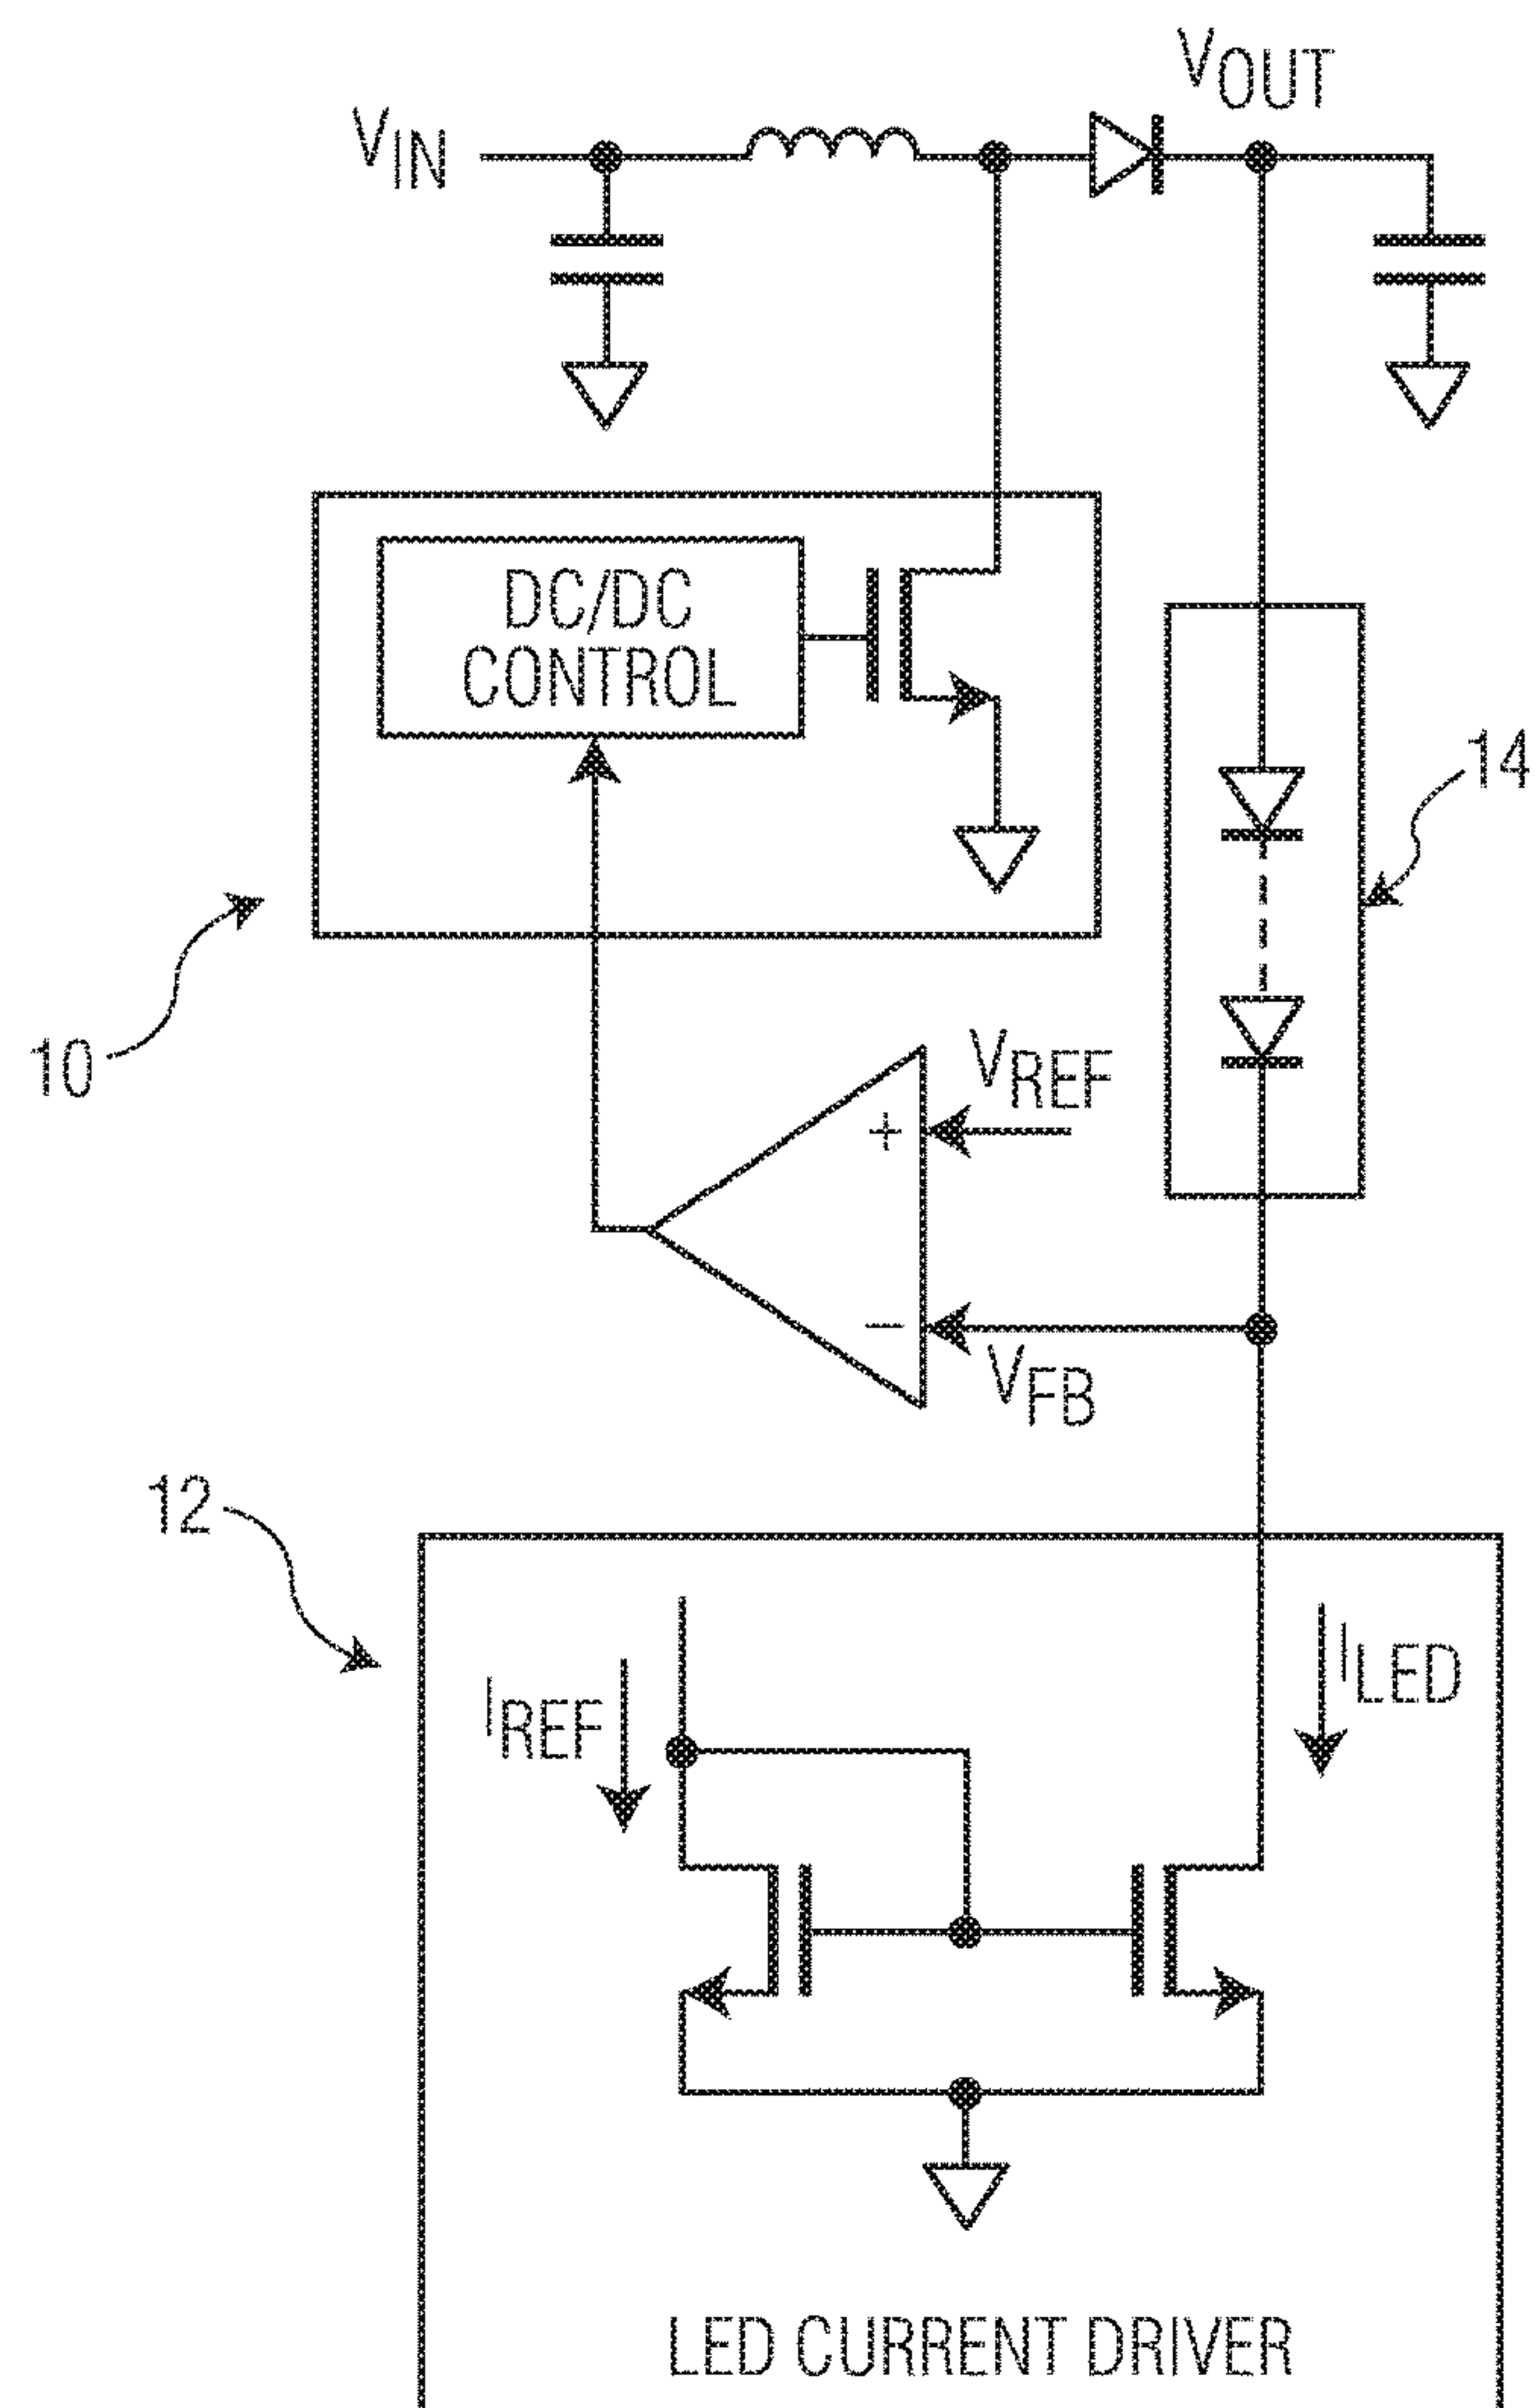 VOUT
VIN
DC/DC
CONTROL
14
10
VREF
+
−
VFB
12
IREF
ILED
LED CURRENT DRIVER